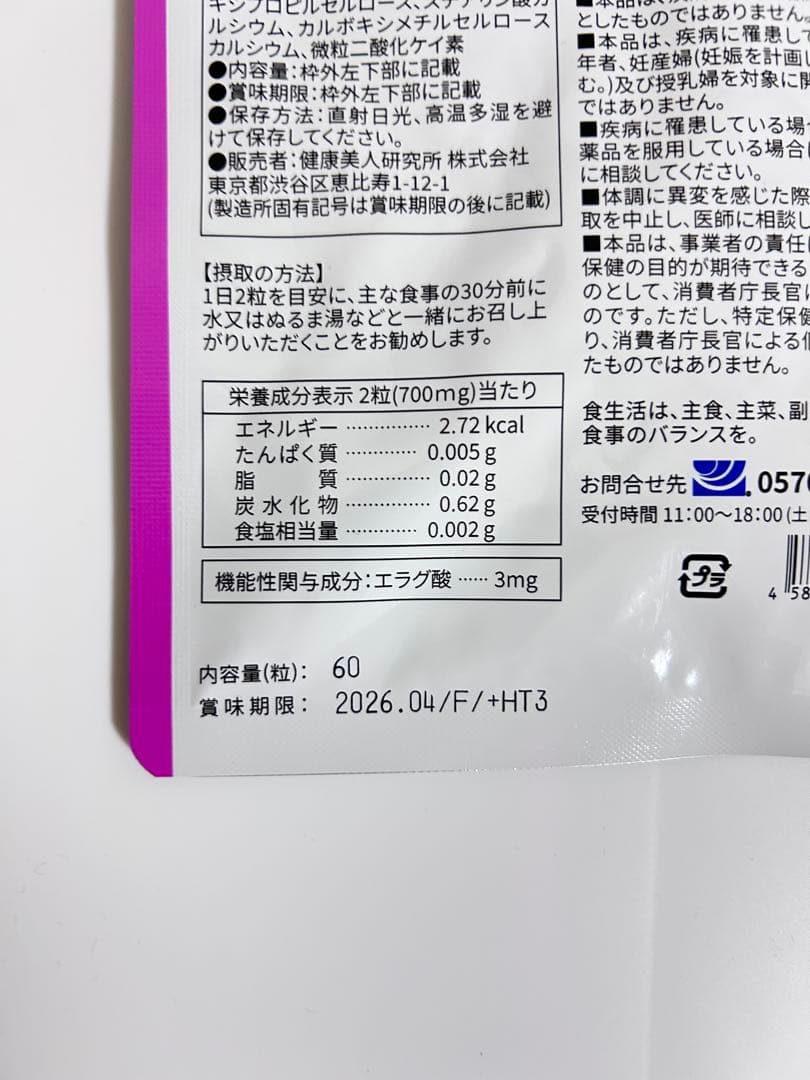 キシプロピルセルロース、ステアリン酸カ
ルシウム、カルボキシメチルセルロース
カルシウム、微粒二酸化ケイ素
●内容量:枠外左下部に記載
●賞味期限:枠外左下部に記載
●保存方法:直射日光、高温多湿を避
けて保存してください。
●販売者:健康美人研究所 株式会社
東京都渋谷区恵比寿1-12-1
(製造所固有記号は賞味期限の後に記載)
【摂取の方法】
1日2粒を目安に、主な食事の30分前に
水又はぬるま湯などと一緒にお召し上
がりいただくことをお勧めします。
栄養成分表示 2粒(700mg)当たり
エネルギー ‥‥‥‥‥ 2.72 kcal
たんぱく質 ‥‥‥‥ 0.005 g
脂質 ‥‥‥‥‥ 0.02 g
炭水化物 ‥‥‥‥‥ 0.62 g
食塩相当量 ‥‥‥‥ 0.002 g
機能性関与成分:エラグ酸 ‥‥ 3mg
内容量(粒): 60
賞味期限: 2026.04/F/+HT3
としたものではありません。
■本品は、疾病に罹患して
年者、妊産婦(妊娠を計画し
む。)及び授乳婦を対象に開
ではありません。
■疾病に罹患している場合
薬品を服用している場合は
に相談してください。
■体調に異変を感じた際
取を中止し、医師に相談し
■本品は、事業者の責任に
保健の目的が期待できる
のとして、消費者庁長官に
のです。ただし、特定保健
り、消費者庁長官による個
たものではありません。
食生活は、主食、主菜、副
食事のバランスを。
お問合せ先 0570
受付時間 11:00〜18:00 (土
プラ
4 58